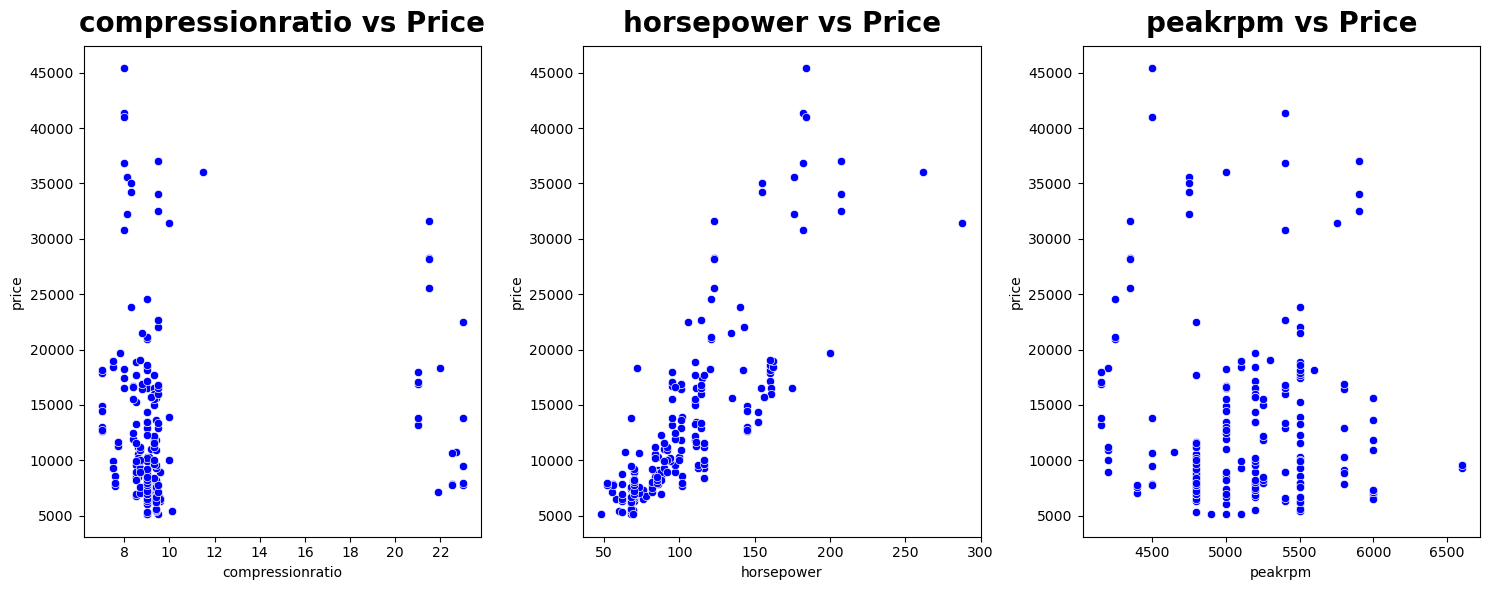 compressionratio vs Price
45000
40000
35000
30000
25000
20000
15000
10000
5000
price
8 10 12 14 16 18 20 22
compressionratio
horsepower vs Price
45000
40000
35000
30000
25000
20000
15000
10000
5000
price
50 100 150 200 250 300
horsepower
peakrpm vs Price
45000
40000
35000
30000
25000
20000
15000
10000
5000
price
4500 5000 5500 6000 6500
peakrpm